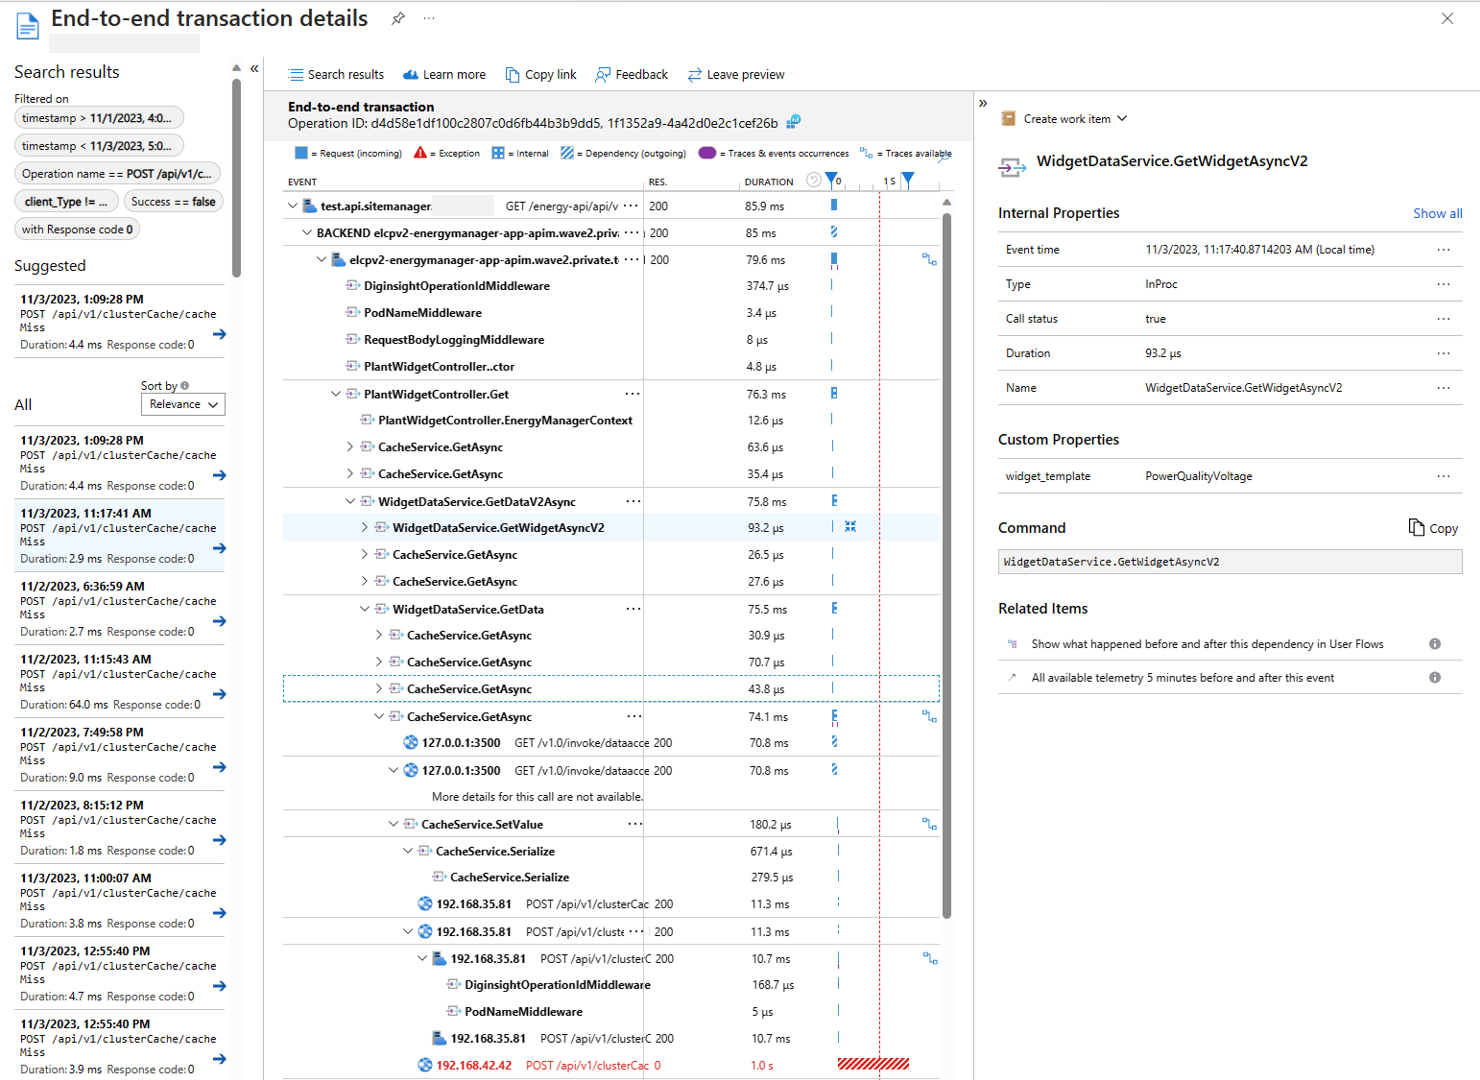 End-to-end transaction details
Search results
Filtered on
timestamp > 11/1/2023, 4:0...
timestamp < 11/3/2023, 5:0...
Operation name == POST /api/v1/c...
client_Type != ...
Success == false
with Response code 0
Suggested
11/3/2023, 1:09:28 PM
POST /api/v1/clusterCache/cache
Miss
Duration: 4.4 ms Response code: 0
Sort by
All
Relevance
11/3/2023, 1:09:28 PM
POST /api/v1/clusterCache/cache
Miss
Duration: 4.4 ms Response code: 0
11/3/2023, 11:17:41 AM
POST /api/v1/clusterCache/cache
Miss
Duration: 2.9 ms Response code: 0
11/2/2023, 6:36:59 AM
POST /api/v1/clusterCache/cache
Miss
Duration: 2.7 ms Response code: 0
11/2/2023, 11:15:43 AM
POST /api/v1/clusterCache/cache
Miss
Duration: 64.0 ms Response code: 0
11/2/2023, 7:49:58 PM
POST /api/v1/clusterCache/cache
Miss
Duration: 9.0 ms Response code: 0
11/2/2023, 8:15:12 PM
POST /api/v1/clusterCache/cache
Miss
Duration: 1.8 ms Response code: 0
11/3/2023, 11:00:07 AM
POST /api/v1/clusterCache/cache
Miss
Duration: 3.8 ms Response code: 0
11/3/2023, 12:55:40 PM
POST /api/v1/clusterCache/cache
Miss
Duration: 4.7 ms Response code: 0
11/3/2023, 12:55:40 PM
POST /api/v1/clusterCache/cache
Miss
Duration: 3.9 ms Response code: 0
Search results Learn more Copy link Feedback Leave preview
End-to-end transaction
Operation ID: d4d58e1df100c2807c0d6fb44b3b9dd5, 1f1352a9-4a42d0e2c1cef26b
= Request (incoming) = Exception = Internal = Dependency (outgoing) = Traces & events occurrences = Traces available
EVENT RES. DURATION 0 1 S
test.api.sitemanager. GET /energy-api/api/v ··· 200 85.9 ms
BACKEND elcpv2-energymanager-app-apim.wave2.priv ··· 200 85 ms
elcpv2-energymanager-app-apim.wave2.private.t ··· 200 79.6 ms
DiginsightOperationIdMiddleware 374.7 µs
PodNameMiddleware 3.4 µs
RequestBodyLoggingMiddleware 8 µs
PlantWidgetController..ctor 4.8 µs
PlantWidgetController.Get ··· 76.3 ms
PlantWidgetController.EnergyManagerContext 12.6 µs
CacheService.GetAsync 63.6 µs
CacheService.GetAsync 35.4 µs
WidgetDataService.GetDataV2Async ··· 75.8 ms
WidgetDataService.GetWidgetAsyncV2 93.2 µs
CacheService.GetAsync 26.5 µs
CacheService.GetAsync 27.6 µs
WidgetDataService.GetData ··· 75.5 ms
CacheService.GetAsync 30.9 µs
CacheService.GetAsync 70.7 µs
CacheService.GetAsync 43.8 µs
CacheService.GetAsync ··· 74.1 ms
127.0.0.1:3500 GET /v1.0/invoke/dataacce 200 70.8 ms
127.0.0.1:3500 GET /v1.0/invoke/dataacce 200 70.8 ms
More details for this call are not available.
CacheService.SetValue ··· 180.2 µs
CacheService.Serialize 671.4 µs
CacheService.Serialize 279.5 µs
192.168.35.81 POST /api/v1/clusterCac 200 11.3 ms
192.168.35.81 POST /api/v1/cluste ··· 200 11.3 ms
192.168.35.81 POST /api/v1/clusterC 200 10.7 ms
DiginsightOperationIdMiddleware 168.7 µs
PodNameMiddleware 5 µs
192.168.35.81 POST /api/v1/clusterC 200 10.7 ms
192.168.42.42 POST /api/v1/clusterCac 0 1.0 s
Create work item
WidgetDataService.GetWidgetAsyncV2
Internal Properties Show all
Event time 11/3/2023, 11:17:40.8714203 AM (Local time) ···
Type InProc ···
Call status true ···
Duration 93.2 µs ···
Name WidgetDataService.GetWidgetAsyncV2 ···
Custom Properties
widget_template PowerQualityVoltage ···
Command Copy
WidgetDataService.GetWidgetAsyncV2
Related Items
Show what happened before and after this dependency in User Flows
All available telemetry 5 minutes before and after this event